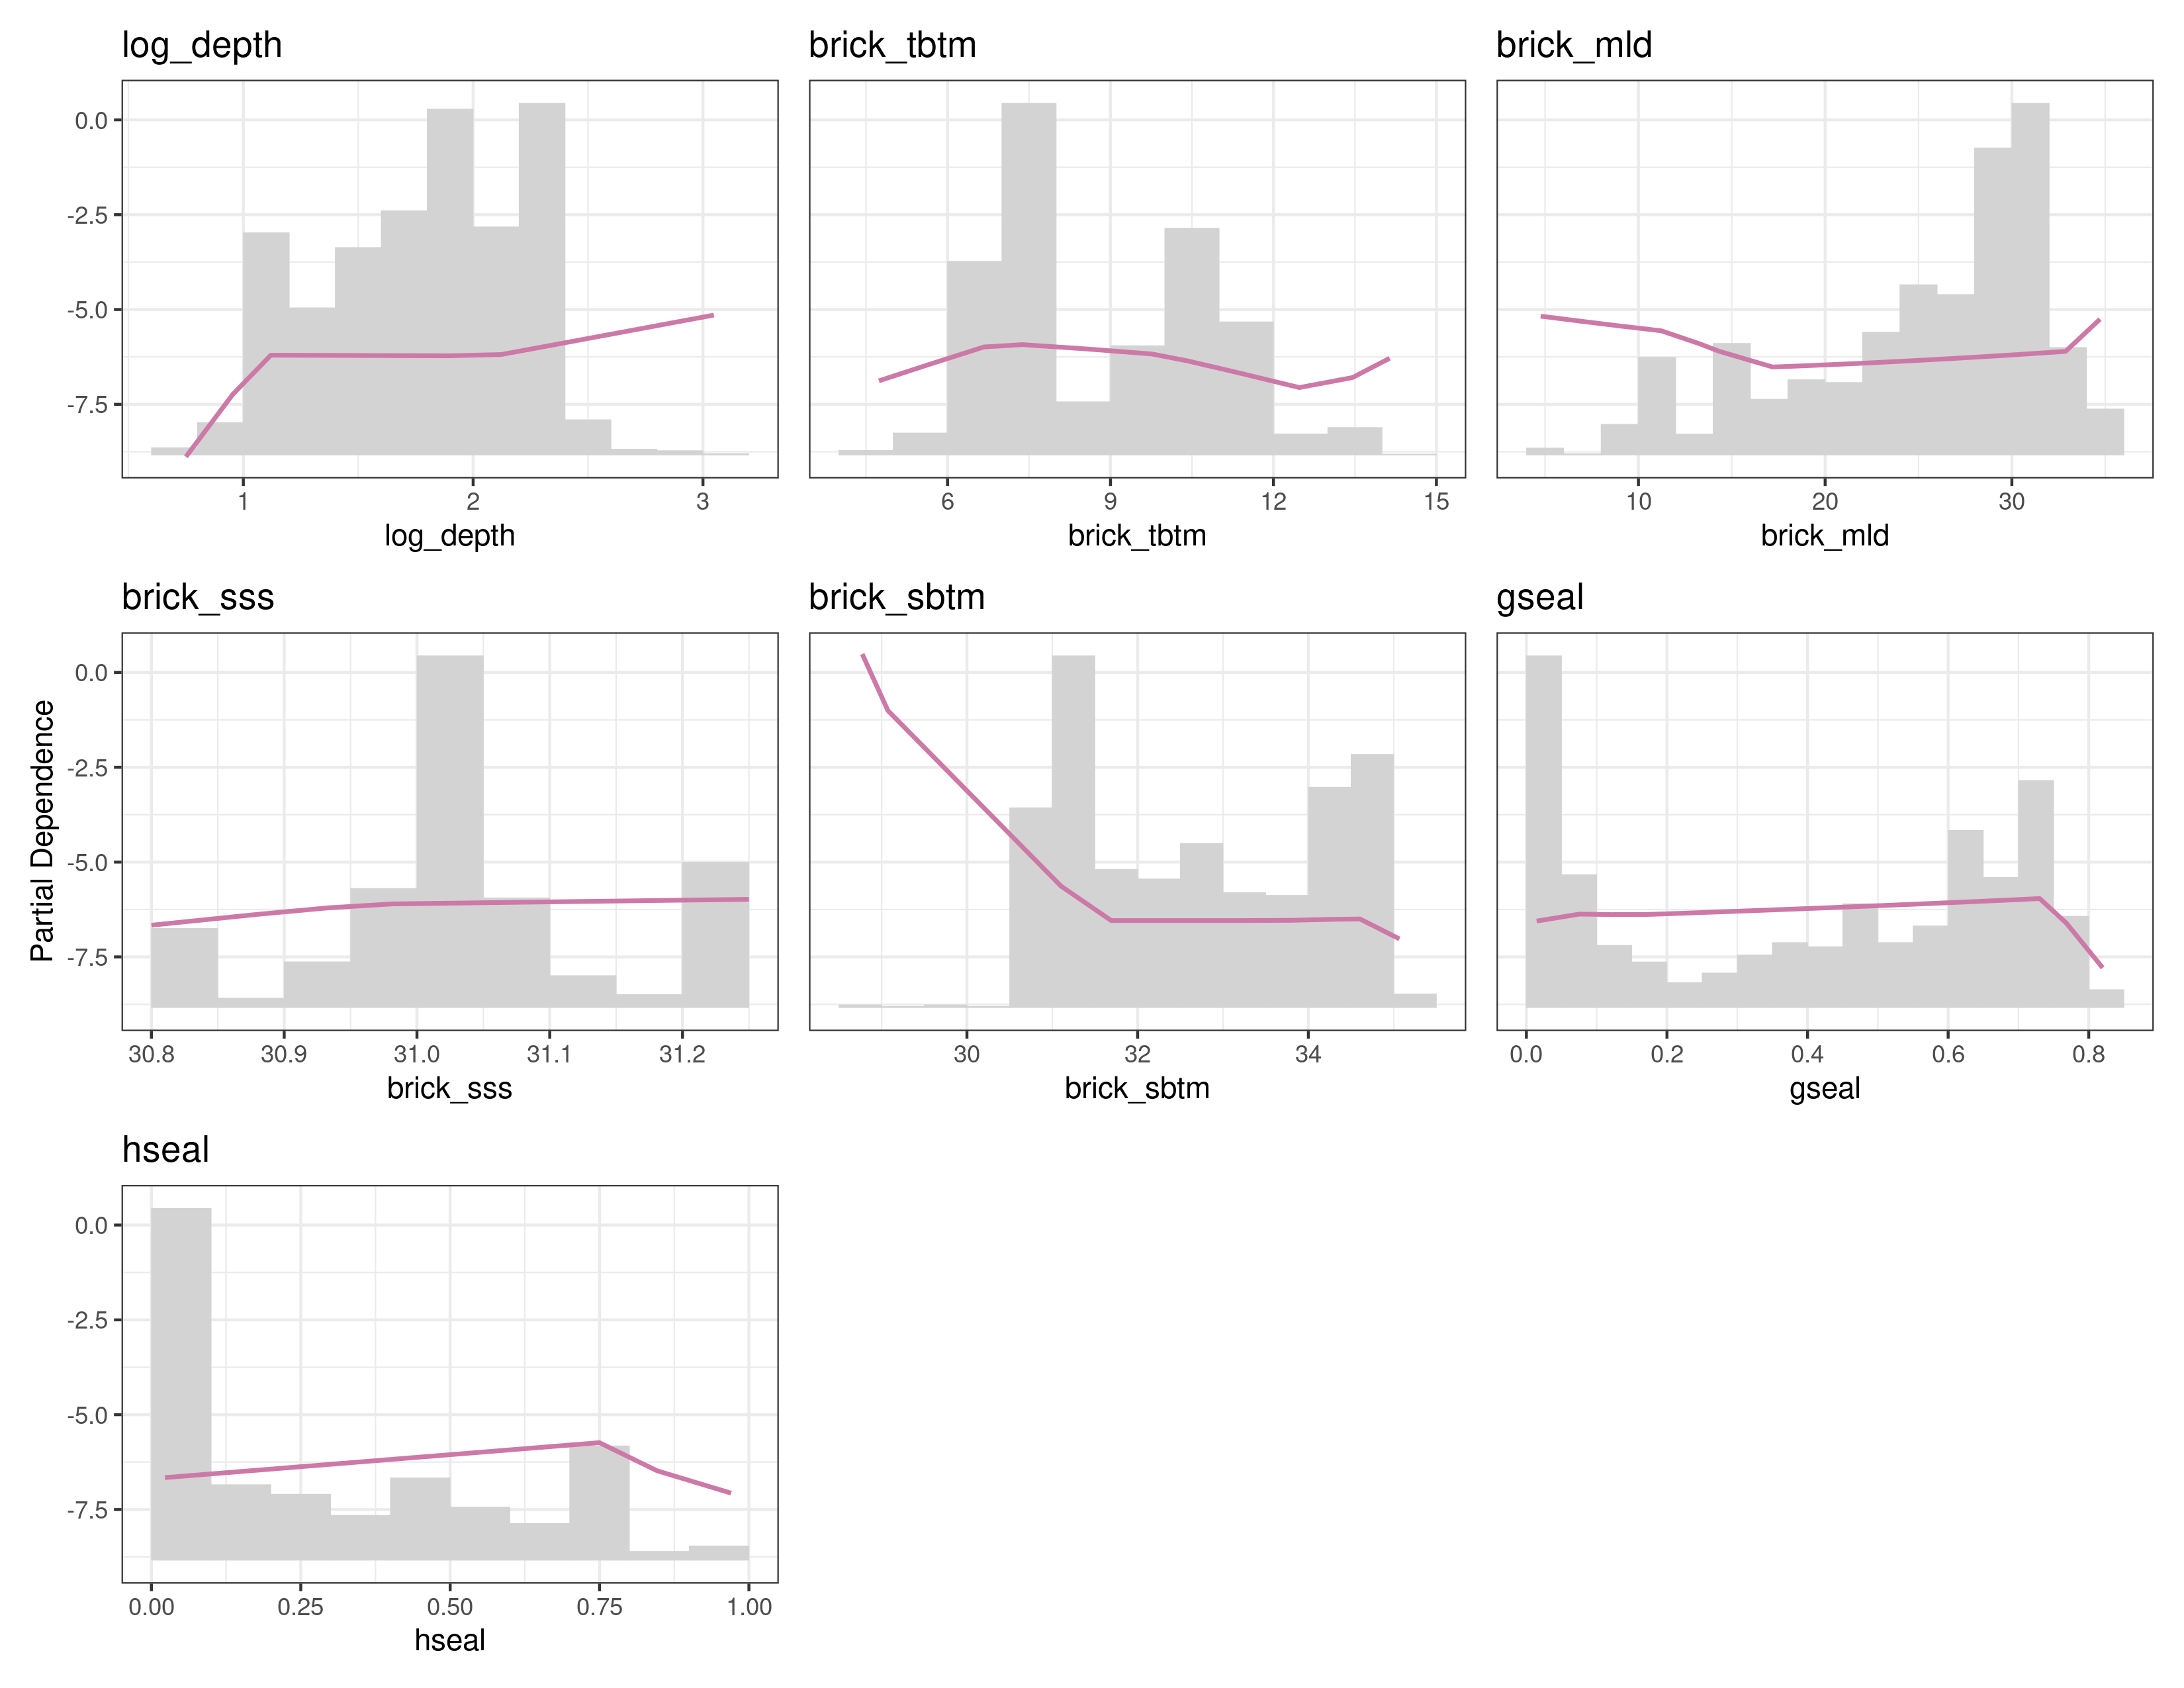 log_depth
brick_tbtm
brick_mld
0.0
-2.5
-5.0
-7.5
1 2 3
6 9 12 15
10 20 30
log_depth
brick_tbtm
brick_mld
brick_sss
brick_sbtm
gseal
Partial Dependence
0.0
-2.5
-5.0
-7.5
30.8 30.9 31.0 31.1 31.2
30 32 34
0.0 0.2 0.4 0.6 0.8
brick_sss
brick_sbtm
gseal
hseal
0.0
-2.5
-5.0
-7.5
0.00 0.25 0.50 0.75 1.00
hseal